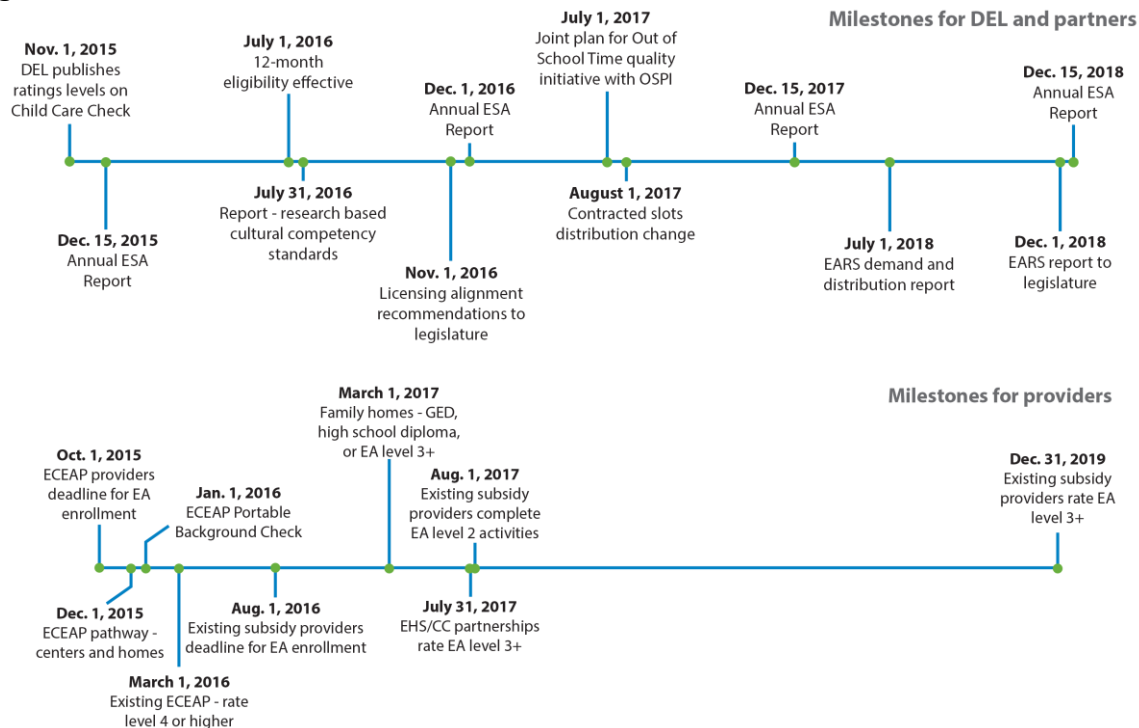 Milestones for DEL and partners
Nov. 1, 2015
DEL publishes
ratings levels on
Child Care Check
Dec. 15, 2015
Annual ESA
Report
July 1, 2016
12-month
eligibility effective
July 31, 2016
Report - research based
cultural competency
standards
Nov. 1, 2016
Licensing alignment
recommendations to
legislature
Dec. 1, 2016
Annual ESA
Report
July 1, 2017
Joint plan for Out of
School Time quality
initiative with OSPI
August 1, 2017
Contracted slots
distribution change
Dec. 15, 2017
Annual ESA
Report
July 1, 2018
EARS demand and
distribution report
Dec. 1, 2018
EARS report to
legislature
Dec. 15, 2018
Annual ESA
Report
Milestones for providers
Oct. 1, 2015
ECEAP providers
deadline for EA
enrollment
Dec. 1, 2015
ECEAP pathway -
centers and homes
Jan. 1, 2016
ECEAP Portable
Background Check
March 1, 2016
Existing ECEAP - rate
level 4 or higher
Aug. 1, 2016
Existing subsidy providers
deadline for EA enrollment
March 1, 2017
Family homes - GED,
high school diploma,
or EA level 3+
July 31, 2017
EHS/CC partnerships
rate EA level 3+
Aug. 1, 2017
Existing subsidy
providers complete
EA level 2 activities
Dec. 31, 2019
Existing subsidy
providers rate EA
level 3+